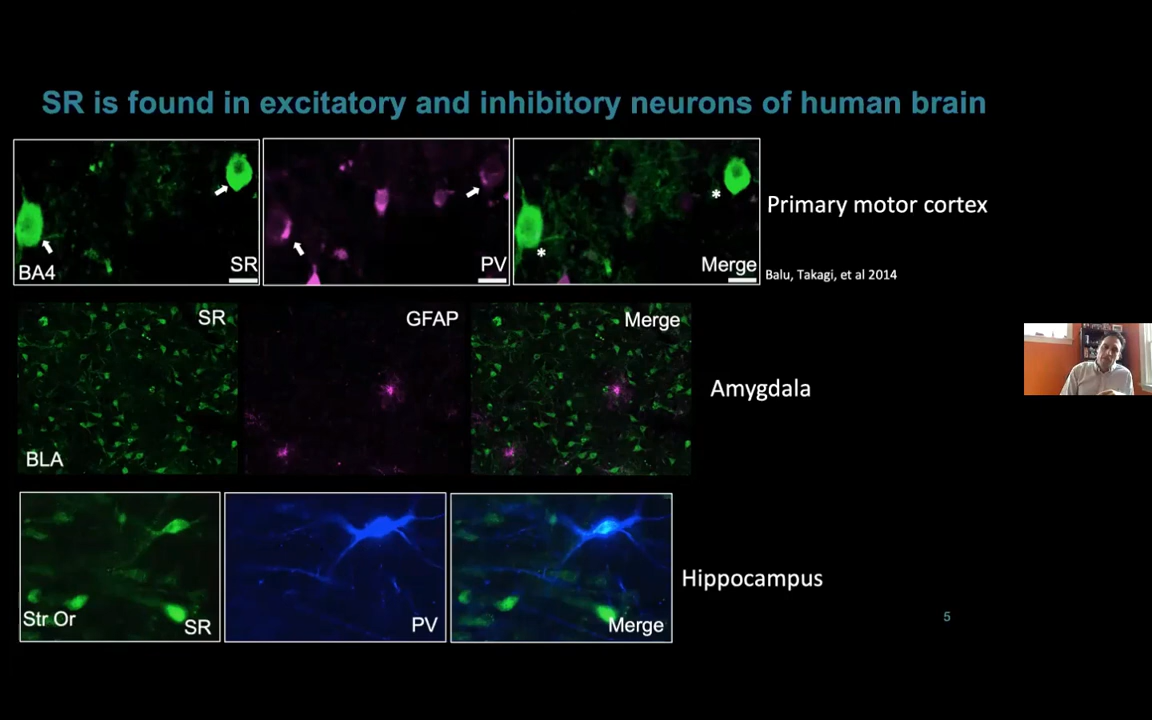 SR is found in excitatory and inhibitory neurons of human brain
BA4
SR
PV
Merge
Primary motor cortex
Balu, Takagi, et al 2014
SR
GFAP
Merge
BLA
Amygdala
Str Or
SR
PV
Merge
Hippocampus
5